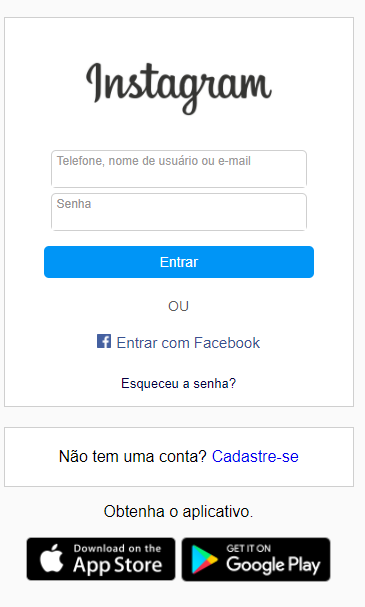 Instagram
Telefone, nome de usuário ou e-mail
Senha
Entrar
OU
Entrar com Facebook
Esqueceu a senha?
Não tem uma conta? Cadastre-se
Obtenha o aplicativo.
Download on the
App Store
GET IT ON
Google Play